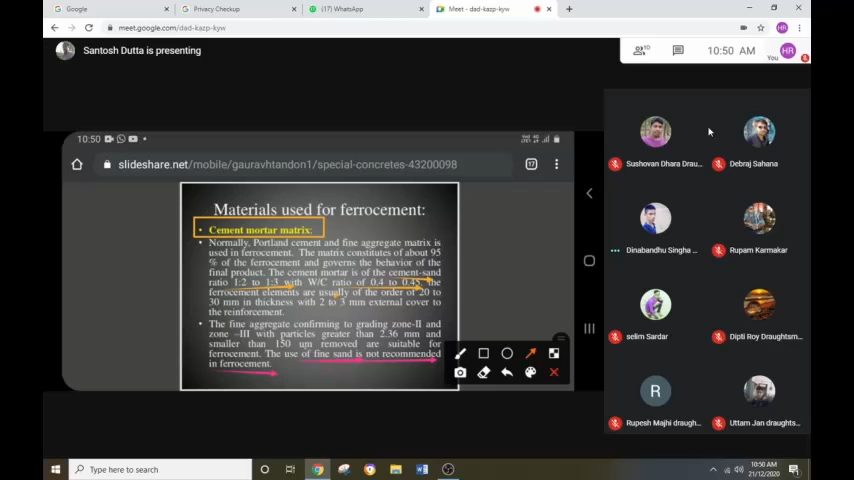 Google
Privacy Checkup
(17) WhatsApp
Meet - dad-kazp-kyw
meet.google.com/dad-kazp-kyw
HR
Santosh Dutta is presenting
10
10:50 AM
HR
You
10:50
slideshare.net/mobile/gauravhtandon1/special-concretes-43200098
17
Materials used for ferrocement:
• Cement mortar matrix:
• Normally, Portland cement and fine aggregate matrix is
used in ferrocement. The matrix constitutes of about 95
% of the ferrocement and governs the behavior of the
final product. The cement mortar is of the cement-sand
ratio 1:2 to 1:3 with W/C ratio of 0.4 to 0.45. the
ferrocement elements are usually of the order of 20 to
30 mm in thickness with 2 to 3 mm external cover to
the reinforcement.
• The fine aggregate confirming to grading zone-II and
zone -III with particles greater than 2.36 mm and
smaller than 150 um removed are suitable for
ferrocement. The use of fine sand is not recommended
in ferrocement.
Sushovan Dhara Drau...
Debraj Sahana
Dinabandhu Singha ...
Rupam Karmakar
selim Sardar
Dipti Roy Draughtsm...
R
Rupesh Majhi draugh...
Uttam Jan draughts...
Type here to search
10:50 AM
21/12/2020